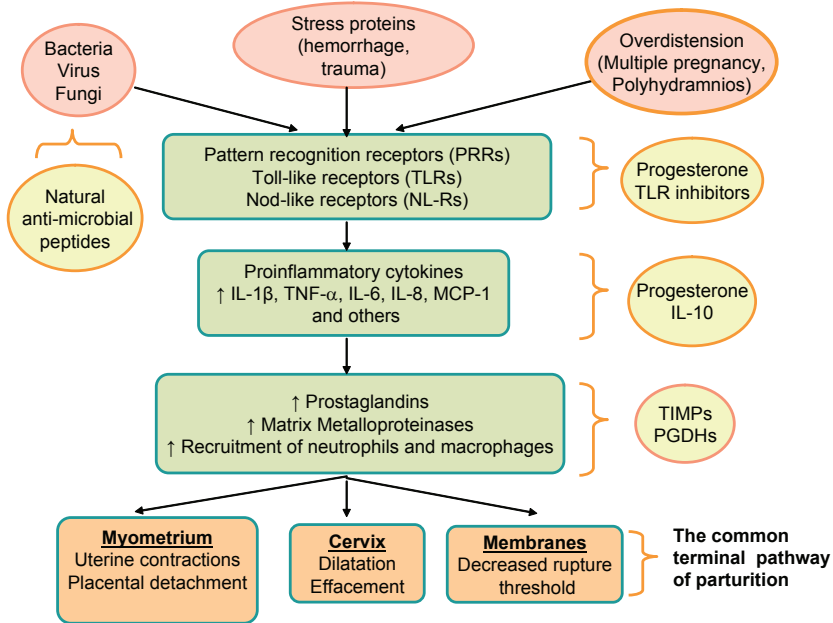 Bacteria
Virus
Fungi
Stress proteins
(hemorrhage,
trauma)
Overdistension
(Multiple pregnancy,
Polyhydramnios)
Natural
anti-microbial
peptides
Pattern recognition receptors (PRRs)
Toll-like receptors (TLRs)
Nod-like receptors (NL-Rs)
Progesterone
TLR inhibitors
Proinflammatory cytokines
↑ IL-1β, TNF-α, IL-6, IL-8, MCP-1
and others
Progesterone
IL-10
↑ Prostaglandins
↑ Matrix Metalloproteinases
↑ Recruitment of neutrophils and macrophages
TIMPs
PGDHs
Myometrium
Uterine contractions
Placental detachment
Cervix
Dilatation
Effacement
Membranes
Decreased rupture
threshold
The common
terminal pathway
of parturition